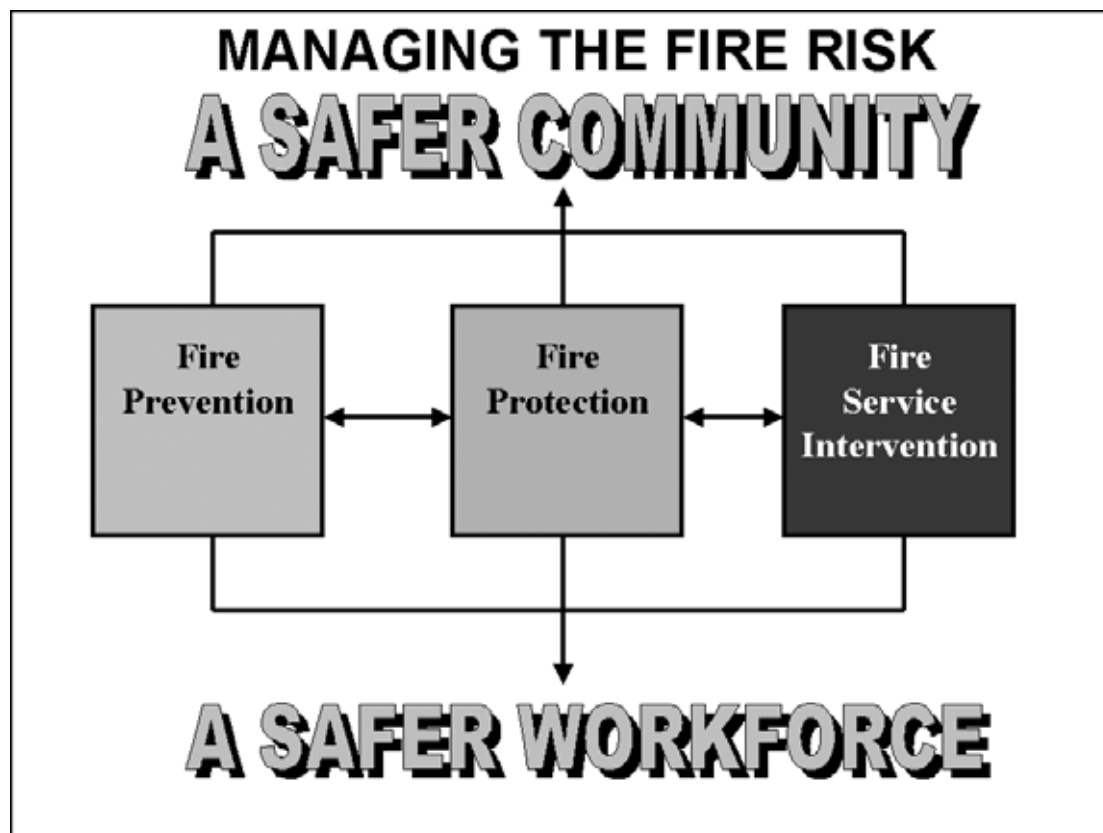 MANAGING THE FIRE RISK
A SAFER COMMUNITY
Fire
Prevention
Fire
Protection
Fire
Service
Intervention
A SAFER WORKFORCE